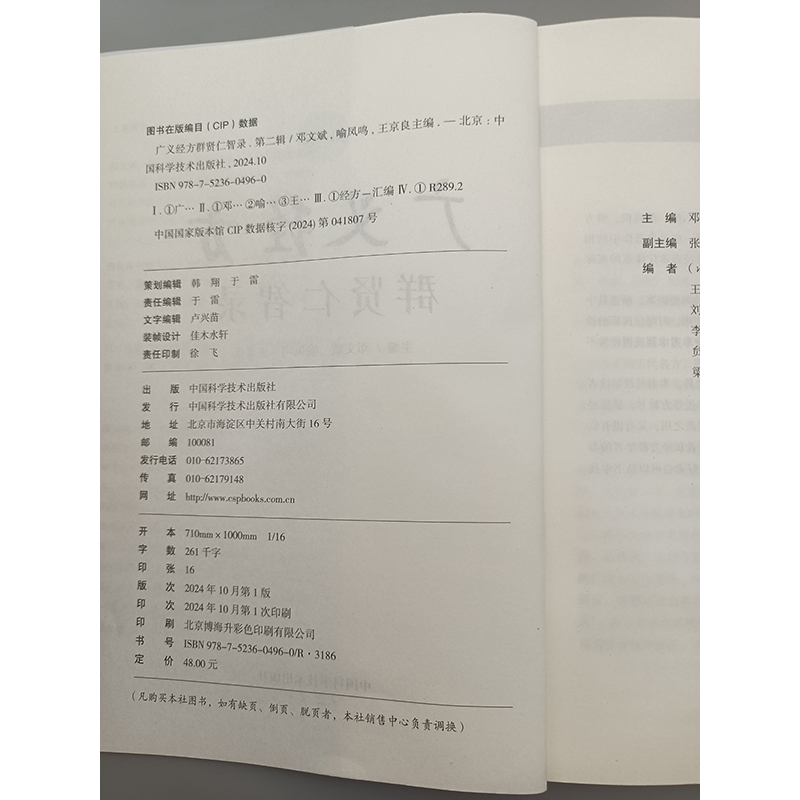 图书在版编目（CIP）数据
广义经方群贤仁智录．第二辑 / 邓文斌，喻凤鸣，王京良主编．— 北京：中
国科学技术出版社，2024.10
ISBN 978-7-5236-0496-0
Ⅰ．①广… Ⅱ．①邓… ②喻… ③王… Ⅲ．①经方－汇编 Ⅳ．① R289.2
中国国家版本馆 CIP 数据核字 (2024) 第 041807 号
策划编辑 韩 翔 于 雷
责任编辑 于 雷
文字编辑 卢兴苗
装帧设计 佳木水轩
责任印制 徐 飞
出 版 中国科学技术出版社
发 行 中国科学技术出版社有限公司
地 址 北京市海淀区中关村南大街 16 号
邮 编 100081
发行电话 010-62173865
传 真 010-62179148
网 址 http://www.cspbooks.com.cn
开 本 710mm × 1000mm 1/16
字 数 261 千字
印 张 16
版 次 2024 年 10 月第 1 版
印 次 2024 年 10 月第 1 次印刷
印 刷 北京博海升彩色印刷有限公司
书 号 ISBN 978-7-5236-0496-0/R · 3186
定 价 48.00 元
（凡购买本社图书，如有缺页、倒页、脱页者，本社销售中心负责调换）
主 编 邓
副主编 张
编 者（
王
刘
李
负
梁